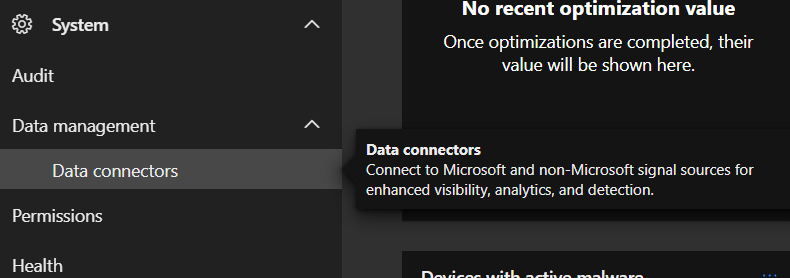 System
Audit
Data management
Data connectors
Permissions
Health
No recent optimization value
Once optimizations are completed, their
value will be shown here.
Data connectors
Connect to Microsoft and non-Microsoft signal sources for
enhanced visibility, analytics, and detection.
Devices with active malware